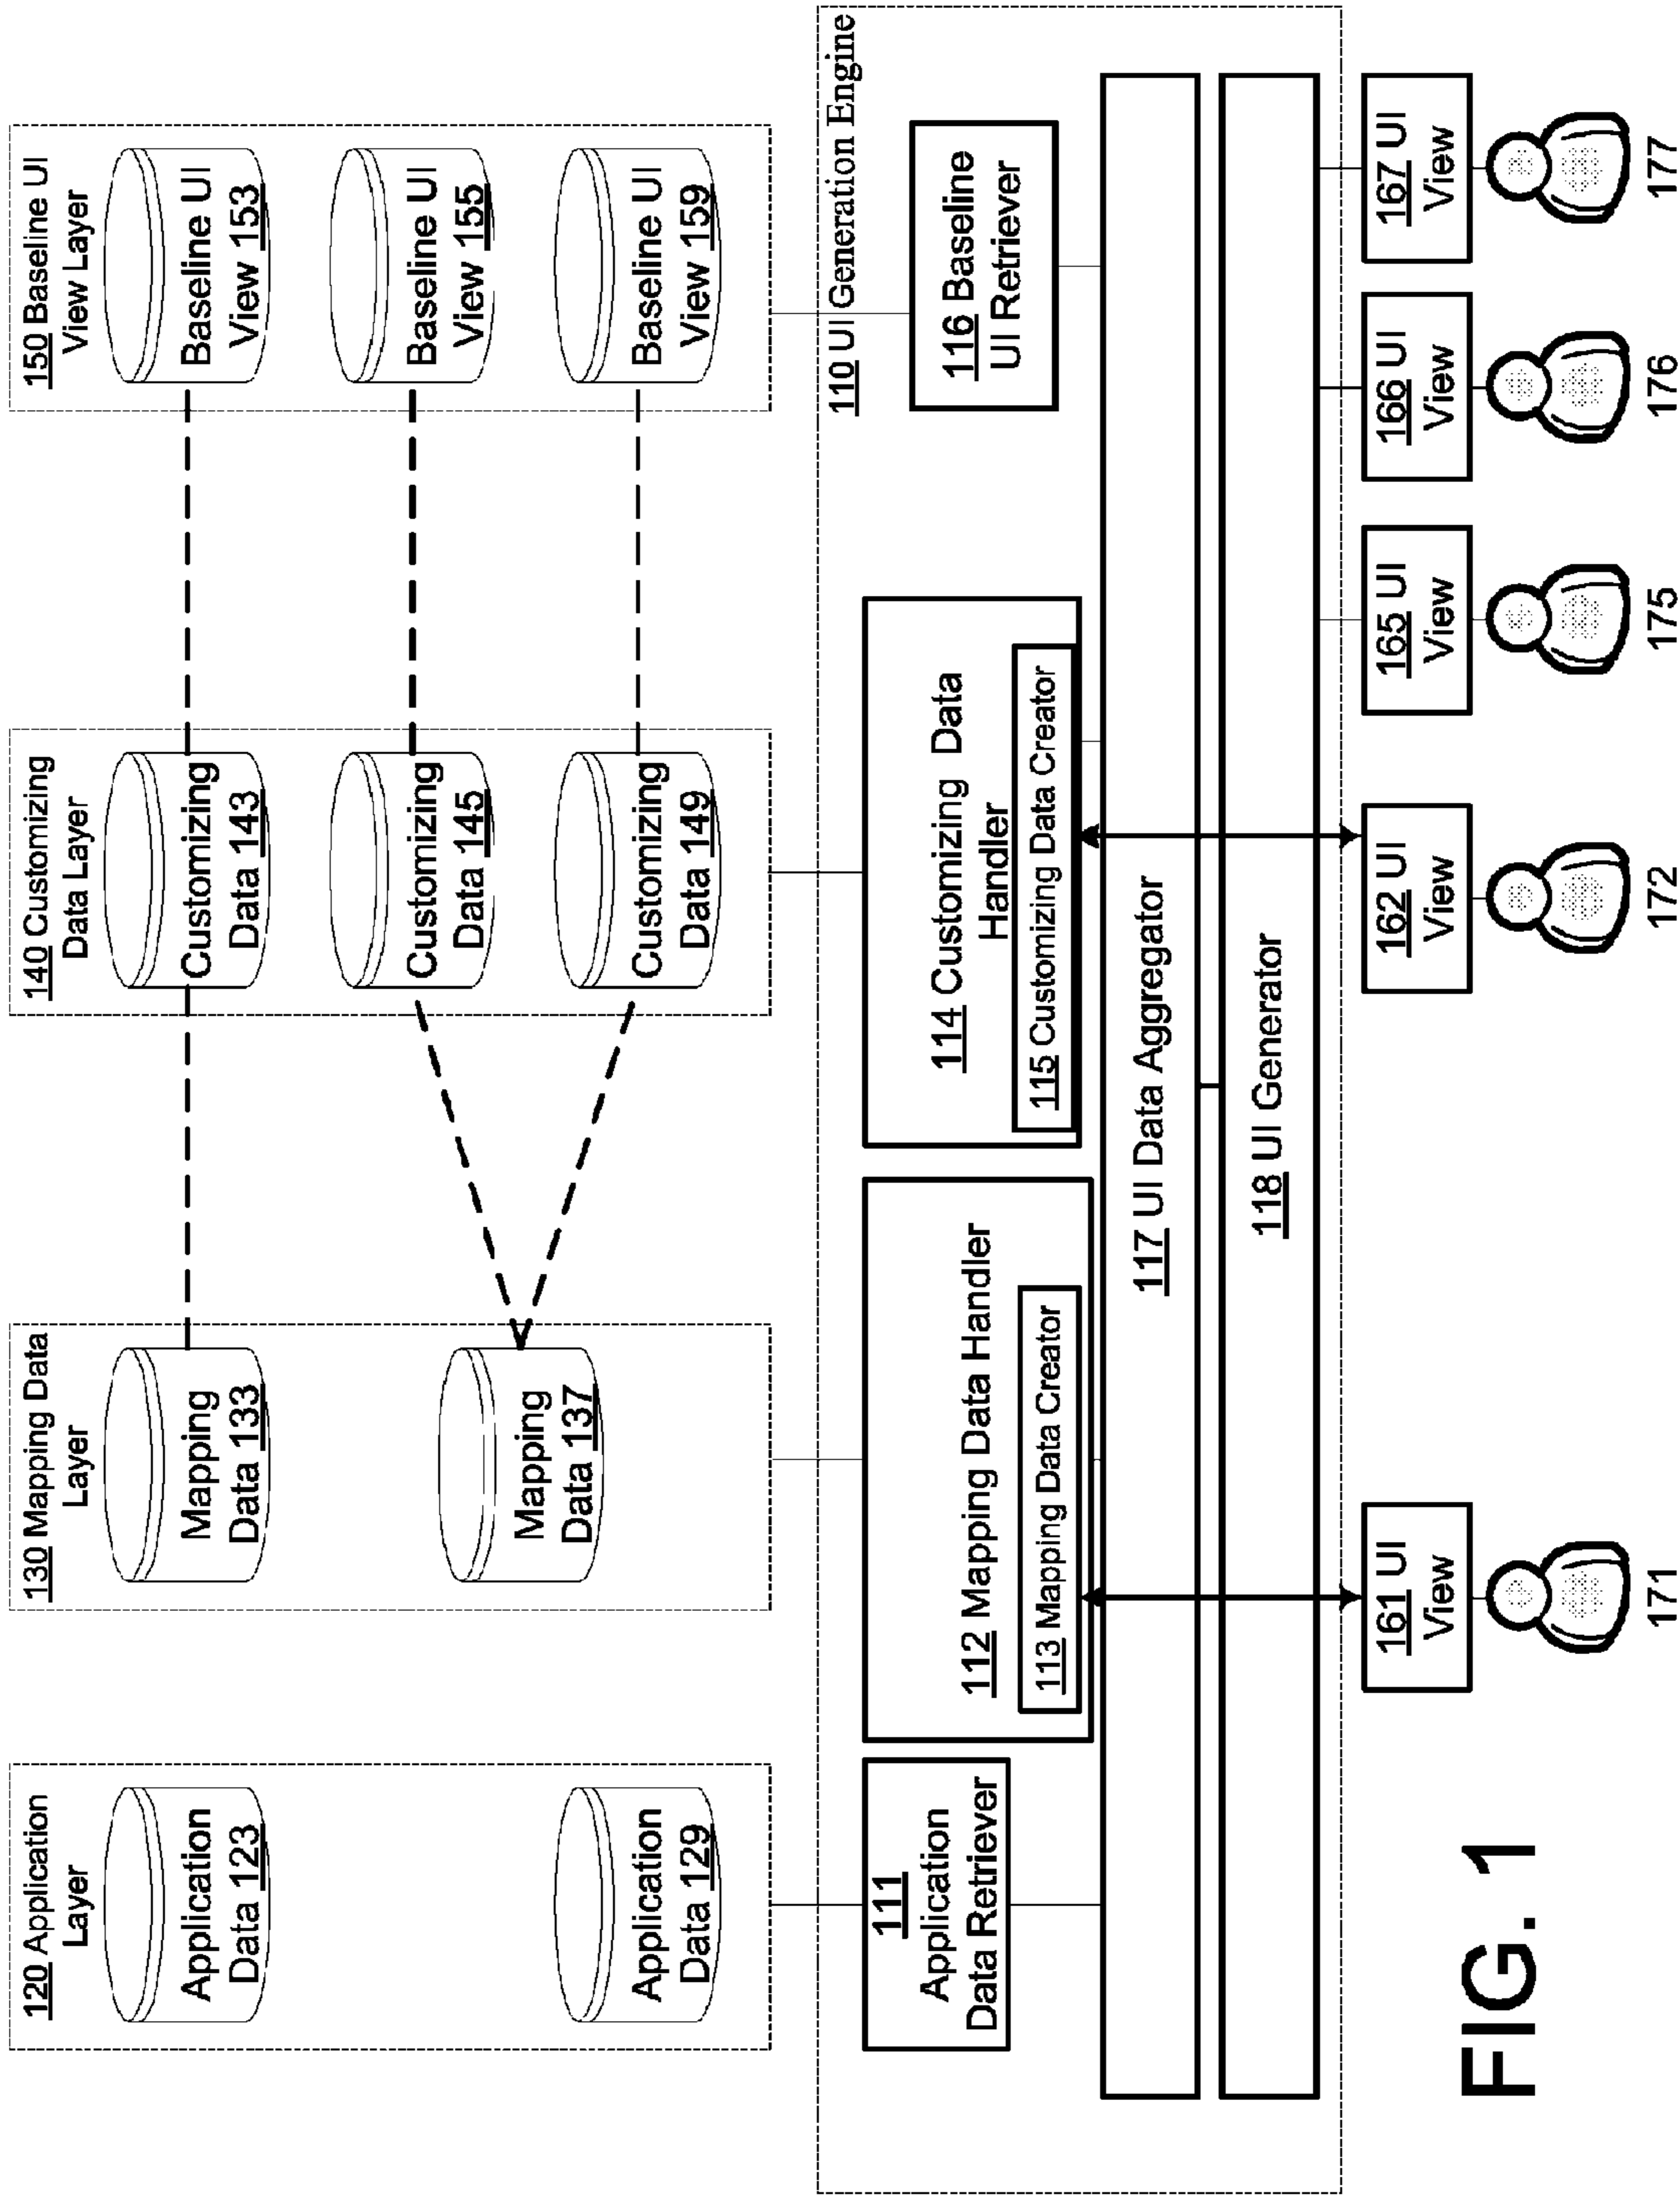 120 Application
Layer
Application
Data 123
Application
Data 129
130 Mapping Data
Layer
Mapping
Data 133
Mapping
Data 137
140 Customizing
Data Layer
Customizing
Data 143
Customizing
Data 145
Customizing
Data 149
150 Baseline UI
View Layer
Baseline UI
View 153
Baseline UI
View 155
Baseline UI
View 159
110 UI Generation Engine
111
Application
Data Retriever
112 Mapping Data Handler
113 Mapping Data Creator
114 Customizing Data
Handler
115 Customizing Data Creator
116 Baseline
UI Retriever
117 UI Data Aggregator
118 UI Generator
161 UI
View
162 UI
View
165 UI
View
166 UI
View
167 UI
View
171
172
175
176
177
FIG. 1